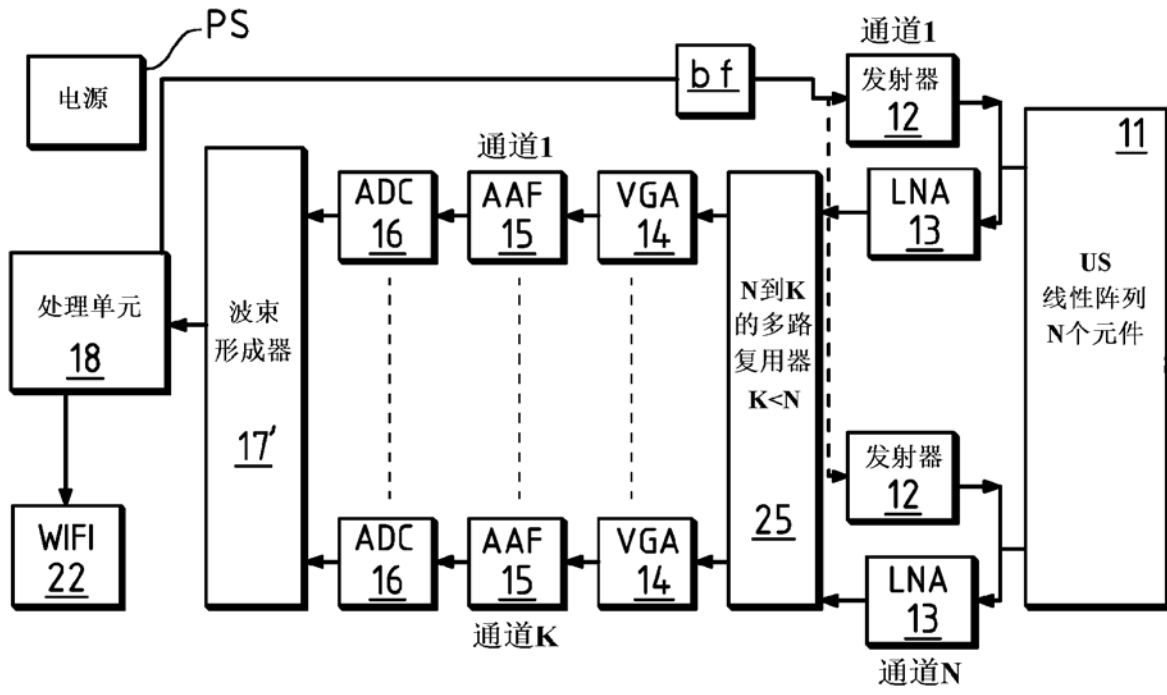 PS
电源
bf
通道1
发射器
12
11
通道1
ADC
16
AAF
15
VGA
14
LNA
13
US
线性阵列
N个元件
处理单元
18
波束
形成器
17'
N到K
的多路
复用器
K<N
25
发射器
12
WIFI
22
ADC
16
AAF
15
VGA
14
LNA
13
通道K
通道N